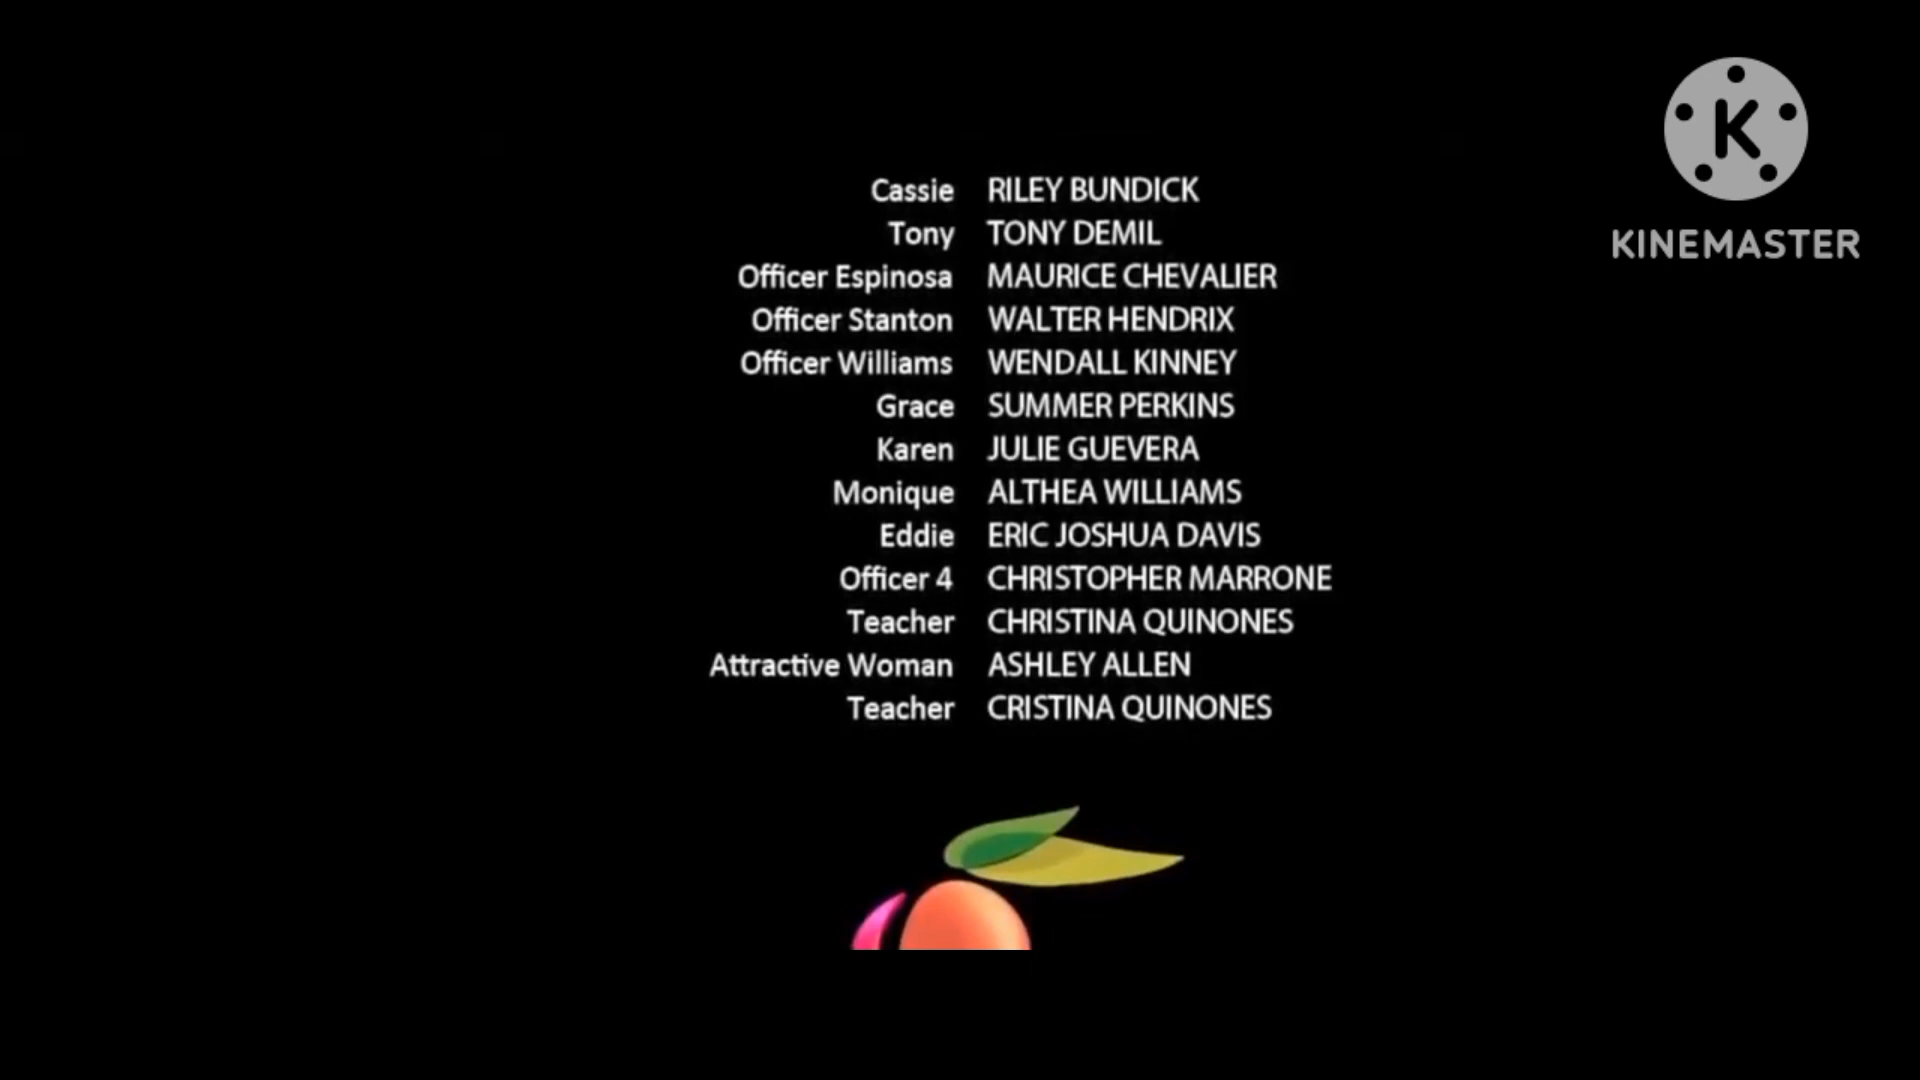 Cassie RILEY BUNDICK
Tony TONY DEMIL
Officer Espinosa MAURICE CHEVALIER
Officer Stanton WALTER HENDRIX
Officer Williams WENDALL KINNEY
Grace SUMMER PERKINS
Karen JULIE GUEVERA
Monique ALTHEA WILLIAMS
Eddie ERIC JOSHUA DAVIS
Officer 4 CHRISTOPHER MARRONE
Teacher CHRISTINA QUINONES
Attractive Woman ASHLEY ALLEN
Teacher CRISTINA QUINONES
K
KINEMASTER